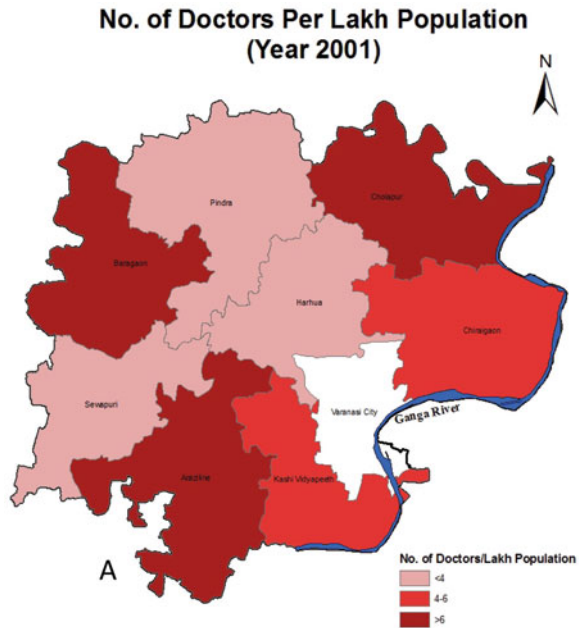 No. of Doctors Per Lakh Population
(Year 2001)
N
Pindra
Cholapur
Baragaon
Harhua
Chiraigaon
Sewapuri
Varanasi City
Ganga River
Kashi Vidyapeeth
A
No. of Doctors/Lakh Population
<4
4-6
>6